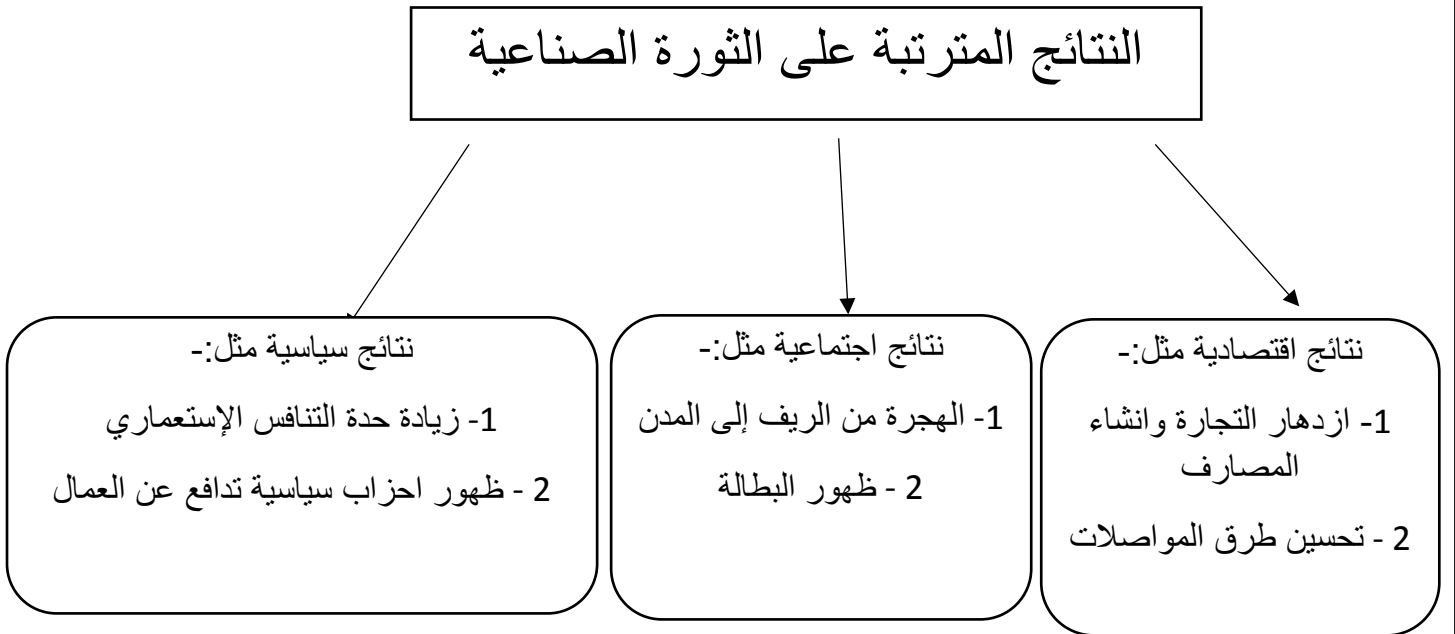 النتائج المترتبة على الثورة الصناعية
نتائج اقتصادية مثل:-
1- ازدهار التجارة وانشاء
المصارف
2 - تحسين طرق المواصلات
نتائج اجتماعية مثل:-
1- الهجرة من الريف إلى المدن
2 - ظهور البطالة
نتائج سياسية مثل:-
1- زيادة حدة التنافس الإستعماري
2 - ظهور احزاب سياسية تدافع عن العمال